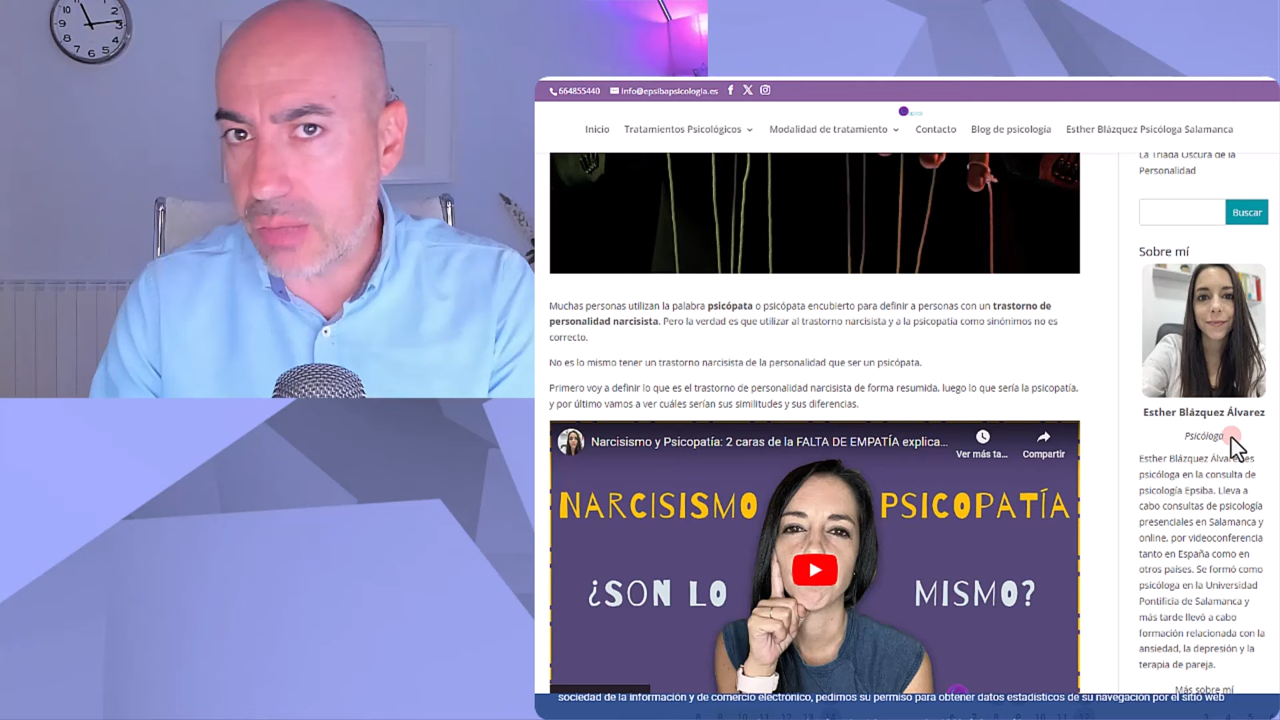 664855440 info@epsibapsicologia.es
Inicio Tratamientos Psicológicos Modalidad de tratamiento Contacto Blog de psicología Esther Blázquez Psicóloga Salamanca
La Triada Oscura de la
Personalidad
Buscar
Sobre mí
Esther Blázquez Álvarez
Psicóloga
Esther Blázquez Álvarez es
psicóloga en la consulta de
psicología Epsiba. Lleva a
cabo consultas de psicología
presenciales en Salamanca y
online, por videoconferencia
tanto en España como en
otros países. Se formó como
psicóloga en la Universidad
Pontificia de Salamanca y
más tarde llevó a cabo
formación relacionada con la
ansiedad, la depresión y la
terapia de pareja.
Más sobre mí
Muchas personas utilizan la palabra psicópata o psicópata encubierto para definir a personas con un trastorno de
personalidad narcisista. Pero la verdad es que utilizar al trastorno narcisista y a la psicopatía como sinónimos no es
correcto.
No es lo mismo tener un trastorno narcisista de la personalidad que ser un psicópata.
Primero voy a definir lo que es el trastorno de personalidad narcisista de forma resumida, luego lo que sería la psicopatía,
y por último vamos a ver cuáles serían sus similitudes y sus diferencias.
Narcisismo y Psicopatía: 2 caras de la FALTA DE EMPATÍA explica...
Ver más ta... Compartir
NARCISISMO PSICOPATÍA
¿SON LO MISMO?
sociedad de la información y de comercio electrónico, pedimos su permiso para obtener datos estadísticos de su navegación por el sitio web